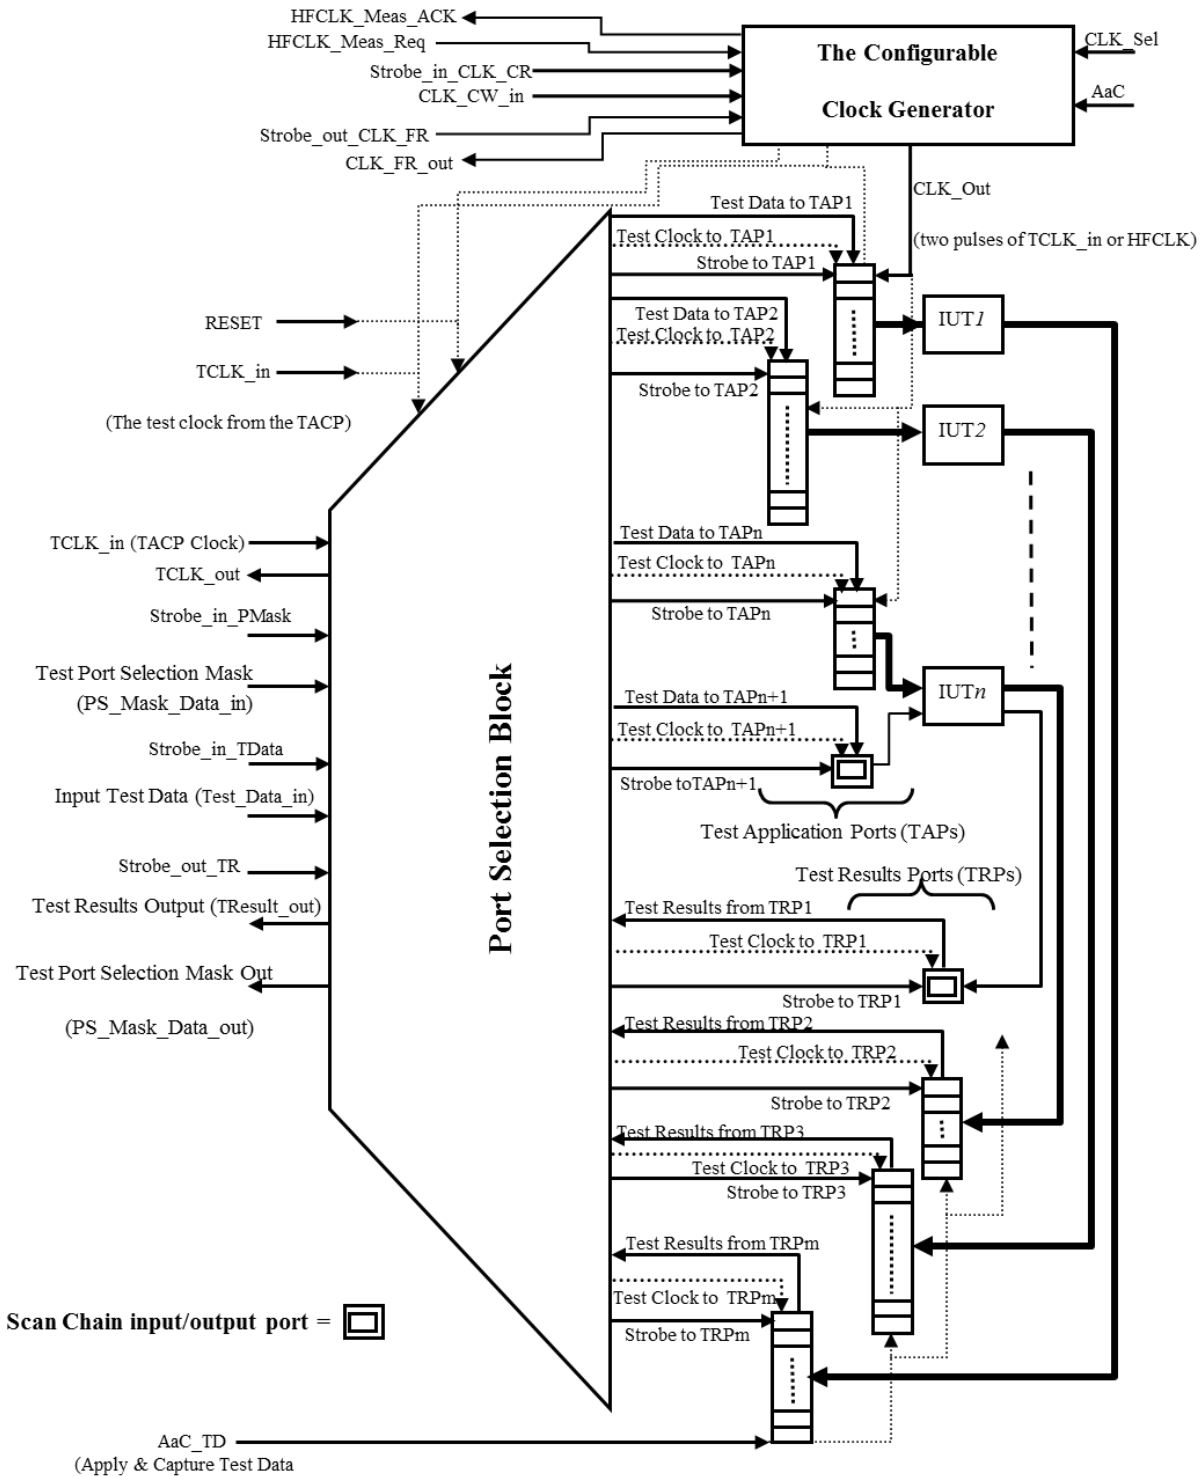 HFCLK_Meas_ACK
HFCLK_Meas_Req
Strobe_in_CLK_CR
CLK_CW_in
Strobe_out_CLK_FR
CLK_FR_out
The Configurable
Clock Generator
CLK_Sel
AaC
CLK_Out
(two pulses of TCLK_in or HFCLK)
Test Data to TAP1
Test Clock to TAP1
Strobe to TAP1
IUT1
Test Data to TAP2
Test Clock to TAP2
Strobe to TAP2
IUT2
RESET
TCLK_in
(The test clock from the TACP)
Test Data to TAPn
Test Clock to TAPn
Strobe to TAPn
IUTn
Test Data to TAPn+1
Test Clock to TAPn+1
Strobe toTAPn+1
Test Application Ports (TAPs)
TCLK_in (TACP Clock)
TCLK_out
Strobe_in_PMask
Test Port Selection Mask
(PS_Mask_Data_in)
Strobe_in_TData
Input Test Data (Test_Data_in)
Strobe_out_TR
Test Results Output (TResult_out)
Test Port Selection Mask Out
(PS_Mask_Data_out)
Port Selection Block
Test Results Ports (TRPs)
Test Results from TRP1
Test Clock to TRP1
Strobe to TRP1
Test Results from TRP2
Test Clock to TRP2
Strobe to TRP2
Test Results from TRP3
Test Clock to TRP3
Strobe to TRP3
Test Results from TRPm
Test Clock to TRPm
Strobe to TRPm
Scan Chain input/output port =
AaC_TD
(Apply & Capture Test Data